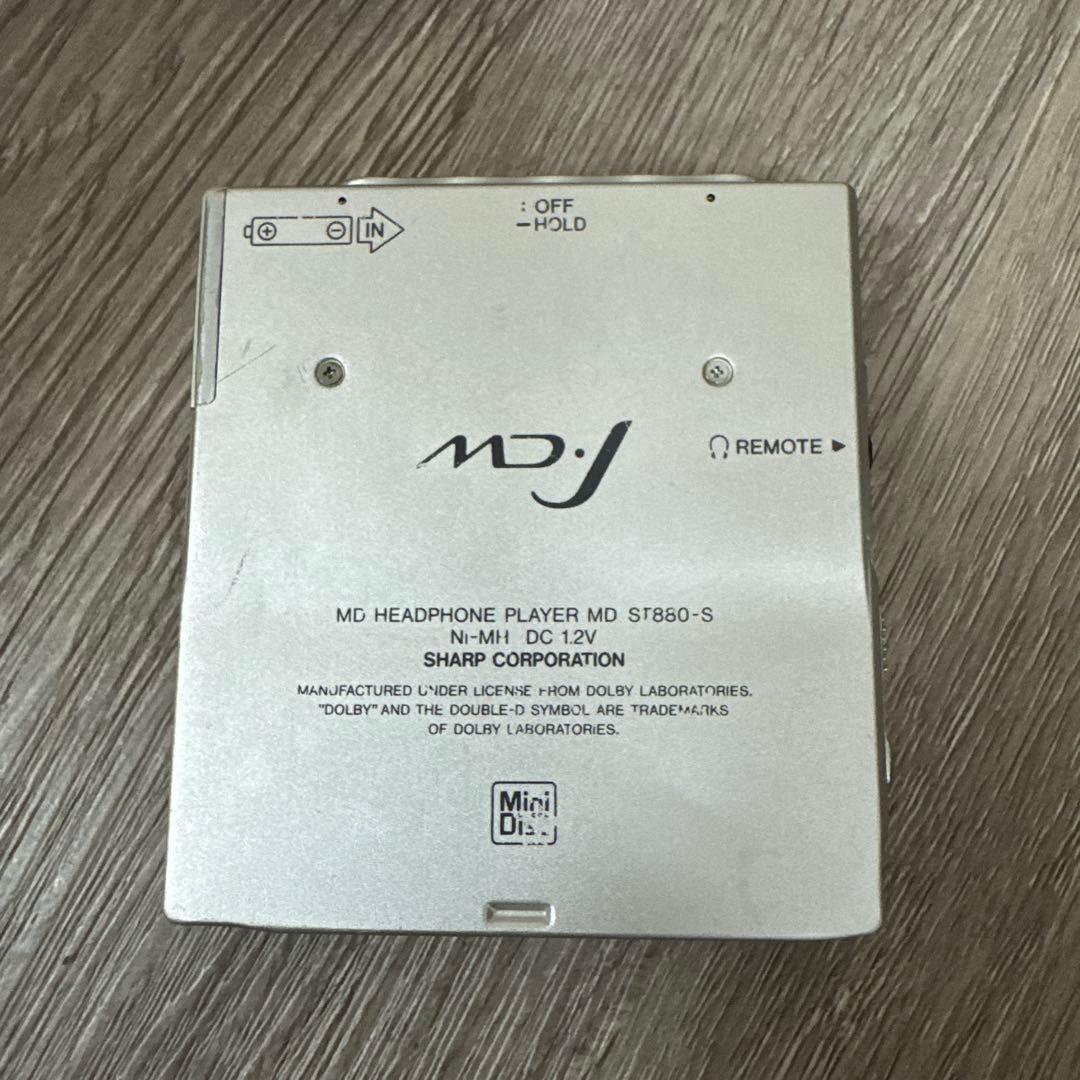 IN
: OFF
— HOLD
MD·J
REMOTE ▶
MD HEADPHONE PLAYER MD ST880-S
Ni-MH DC 1.2V
SHARP CORPORATION
MANUFACTURED UNDER LICENSE FROM DOLBY LABORATORIES.
"DOLBY" AND THE DOUBLE-D SYMBOL ARE TRADEMARKS
OF DOLBY LABORATORIES.
Mini
Disc